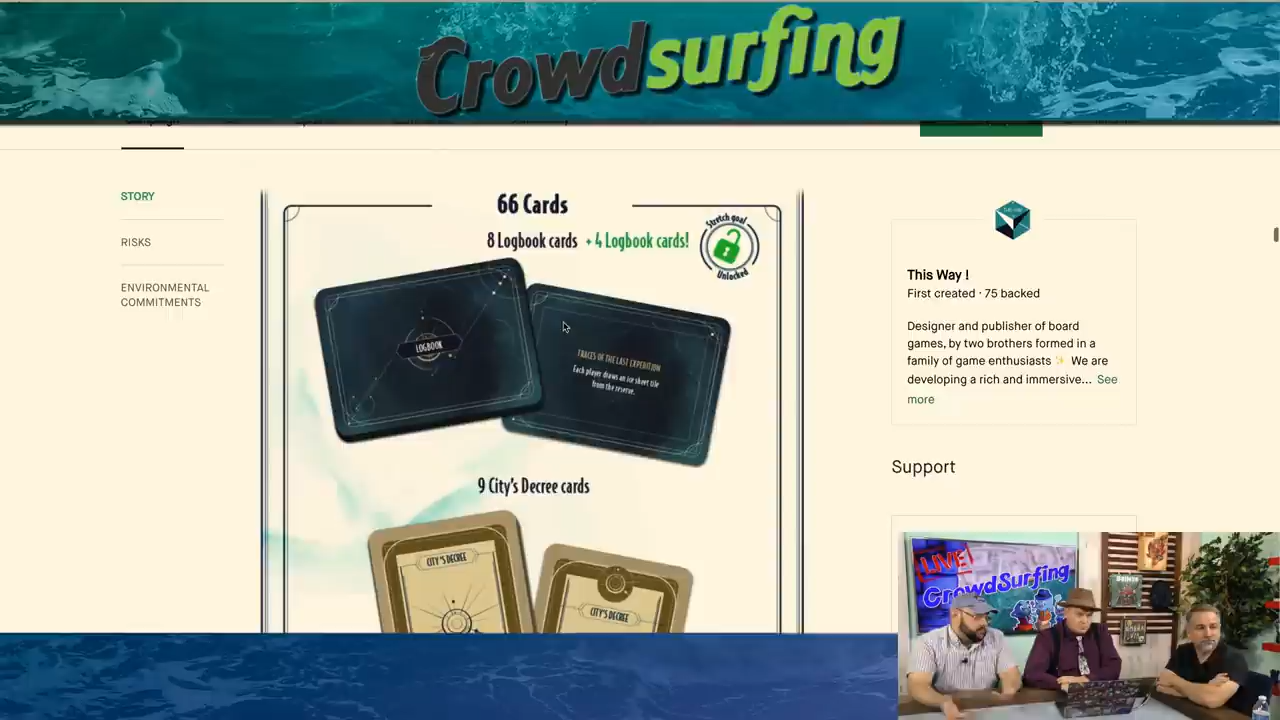 Crowdsurfing
STORY
RISKS
ENVIRONMENTAL
COMMITMENTS
66 Cards
8 Logbook cards + 4 Logbook cards!
Stretch goal
Unlocked
LOGBOOK
TRACES OF THE LAST EXPEDITION
Each player draws an ice short tile
from the reserve.
9 City's Decree cards
CITY'S DECREE
CITY'S DECREE
This Way !
First created · 75 backed
Designer and publisher of board
games, by two brothers formed in a
family of game enthusiasts ✨ We are
developing a rich and immersive... See
more
Support
LIVE!
CrowdSurfing